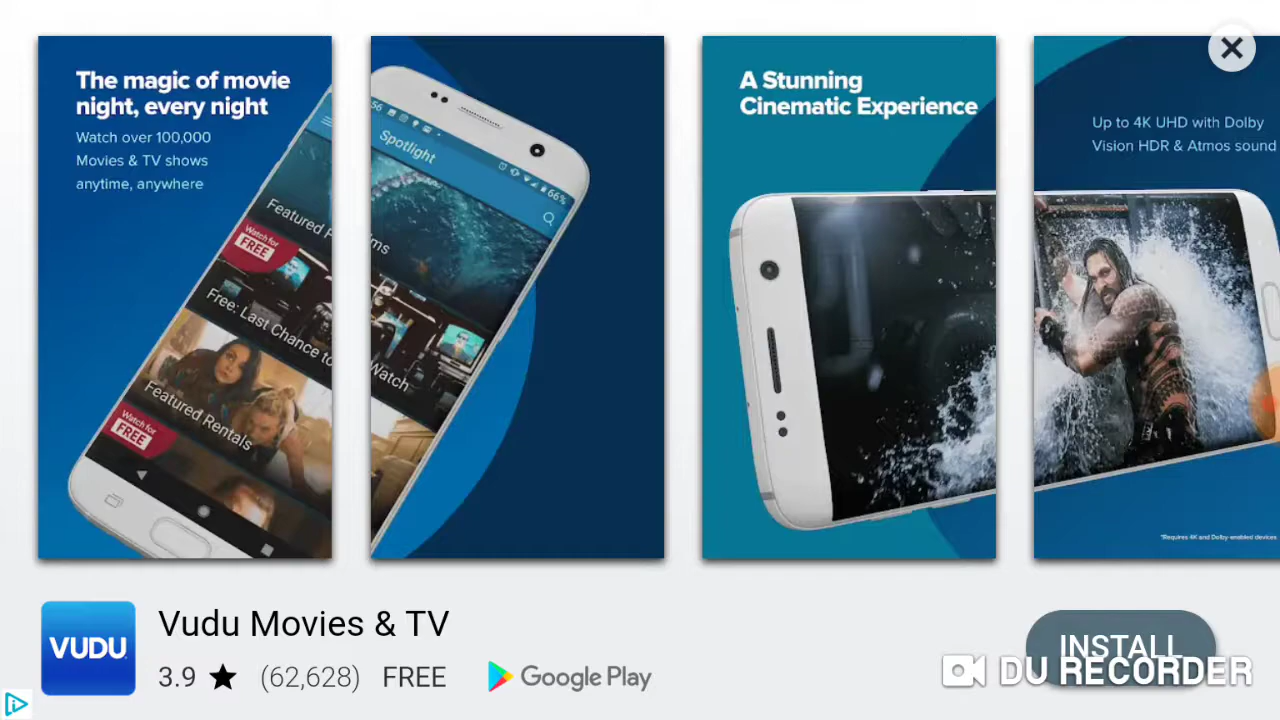 The magic of movie
night, every night
Watch over 100,000
Movies & TV shows
anytime, anywhere
56
66%
Spotlight
Featured F
ms
Watch for
FREE
Free: Last Chance to
Watch
Featured Rentals
Watch for
FREE
A Stunning
Cinematic Experience
Up to 4K UHD with Dolby
Vision HDR & Atmos sound
*Requires 4K and Dolby enabled devices
VUDU
Vudu Movies & TV
3.9 ★ (62,628) FREE
Google Play
INSTALL
DU RECORDER